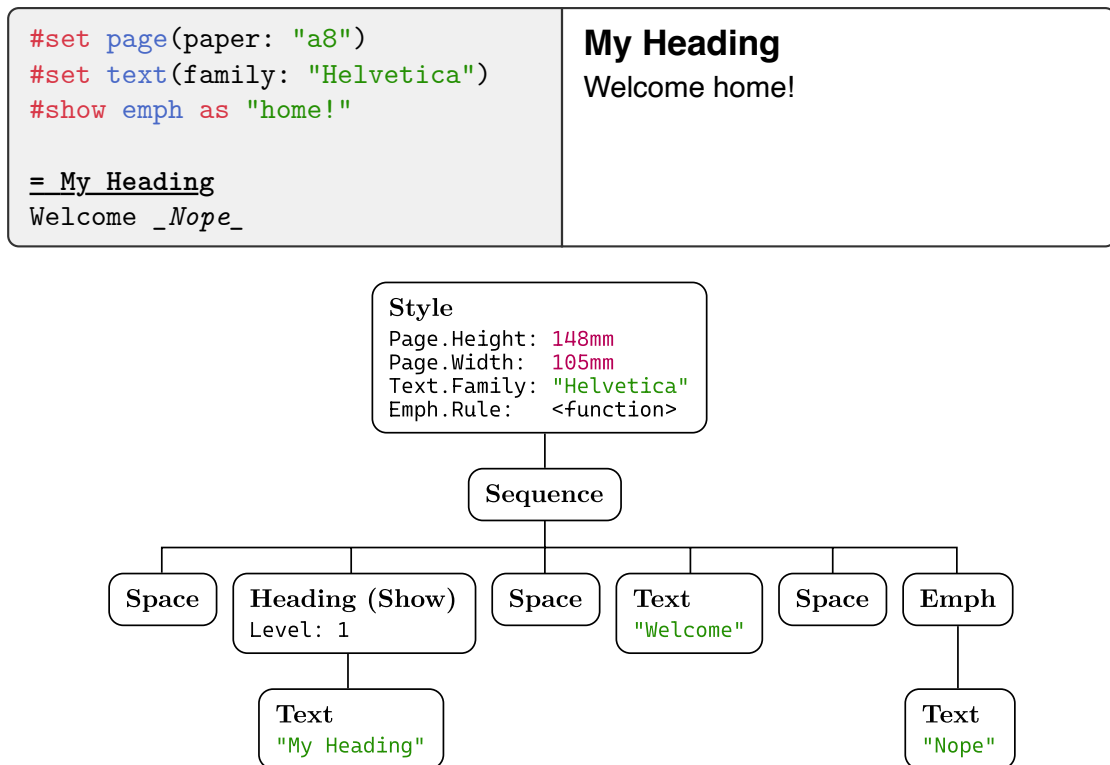 #set page(paper: "a8")
#set text(family: "Helvetica")
#show emph as "home!"
= My Heading
Welcome _Nope_
My Heading
Welcome home!
Style
Page.Height: 148mm
Page.Width: 105mm
Text.Family: "Helvetica"
Emph.Rule: <function>
Sequence
Space
Heading (Show)
Level: 1
Space
Text
"Welcome"
Space
Emph
Text
"My Heading"
Text
"Nope"